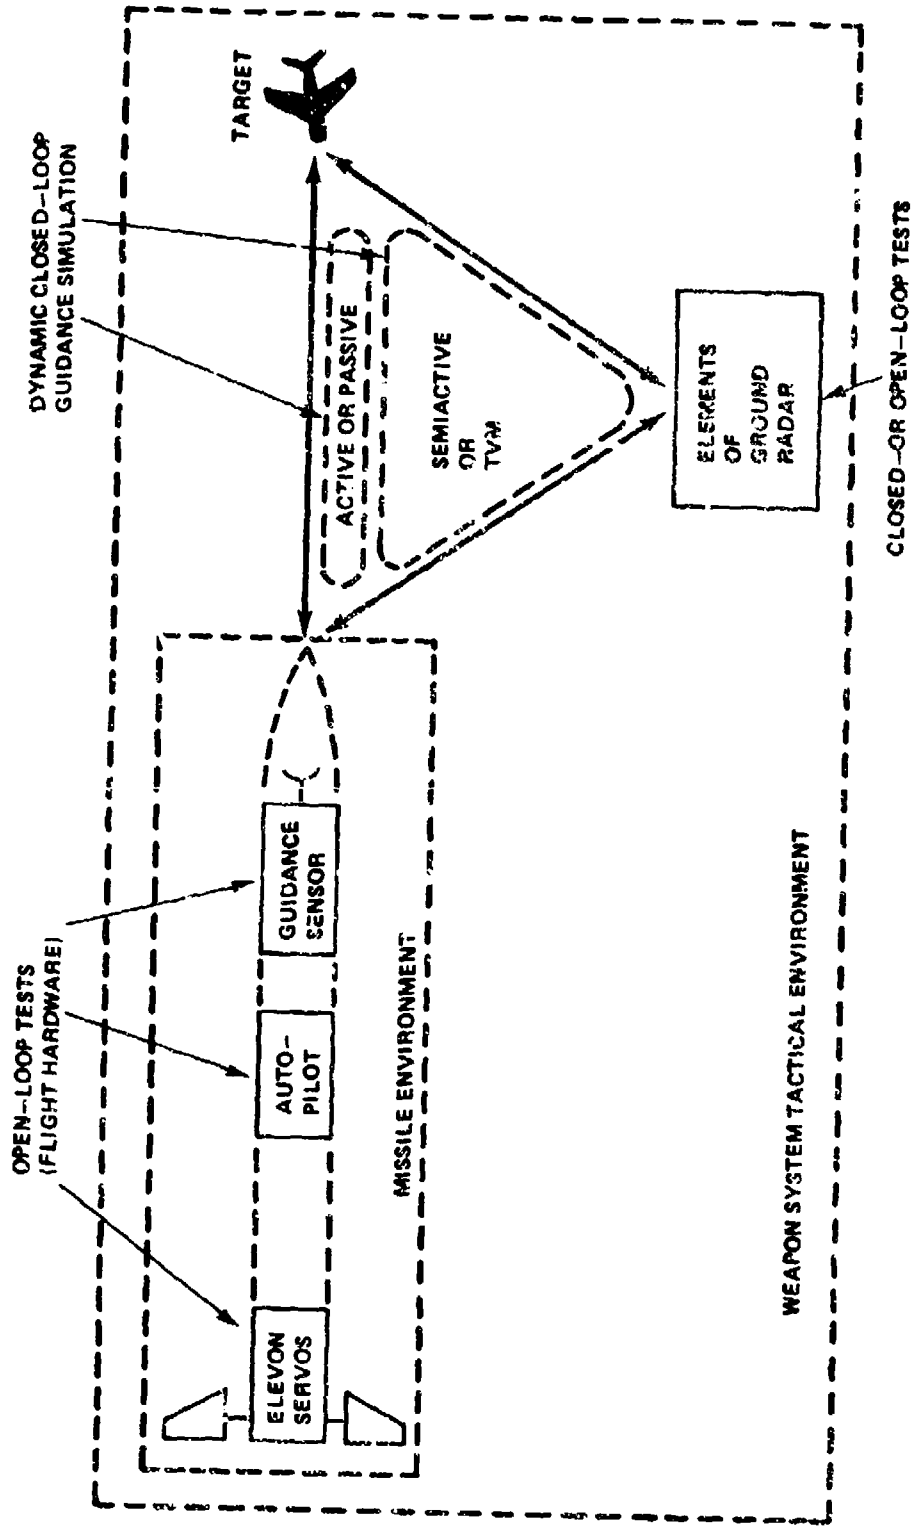 DYNAMIC CLOSED-LOOP
GUIDANCE SIMULATION
OPEN-LOOP TESTS
(FLIGHT HARDWARE)
TARGET
ELEVON
SERVOS
AUTO-
PILOT
GUIDANCE
SENSOR
ACTIVE OR PASSIVE
SEMIACTIVE
OR
TVM
MISSILE ENVIRONMENT
ELEMENTS
OF
GROUND
RADAR
WEAPON SYSTEM TACTICAL ENVIRONMENT
CLOSED-OR OPEN-LOOP TESTS